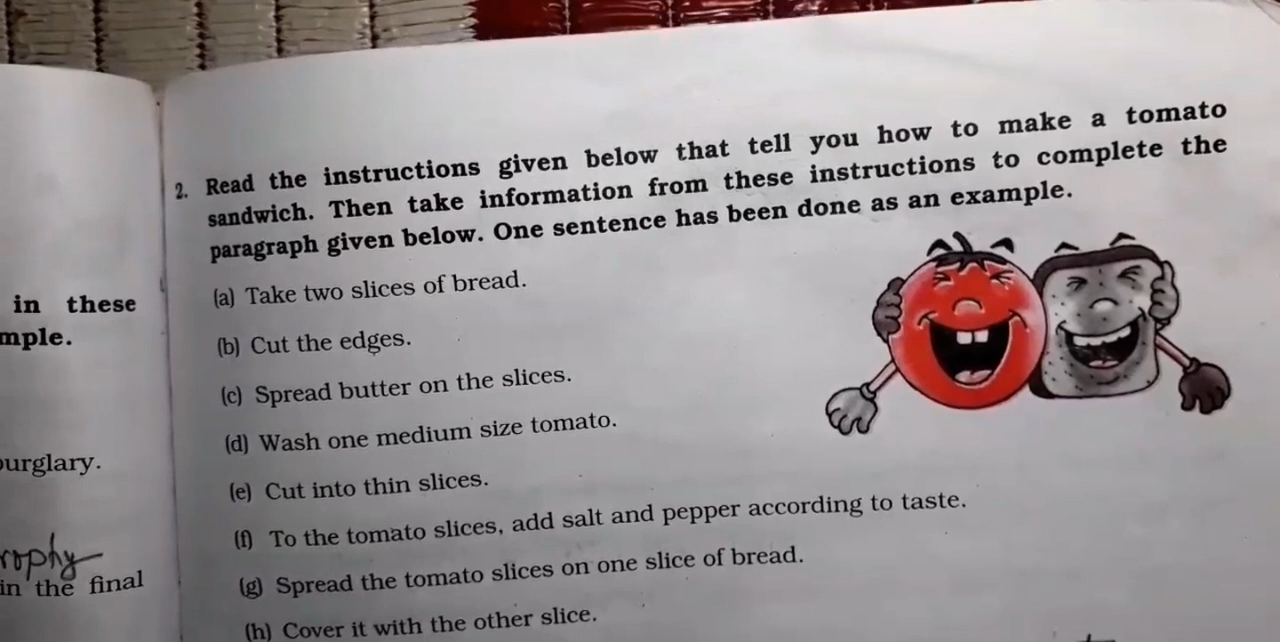 in these
mple.
ourglary.
rophy
in the final
2. Read the instructions given below that tell you how to make a tomato
sandwich. Then take information from these instructions to complete the
paragraph given below. One sentence has been done as an example.
(a) Take two slices of bread.
(b) Cut the edges.
(c) Spread butter on the slices.
(d) Wash one medium size tomato.
(e) Cut into thin slices.
(f) To the tomato slices, add salt and pepper according to taste.
(g) Spread the tomato slices on one slice of bread.
(h) Cover it with the other slice.